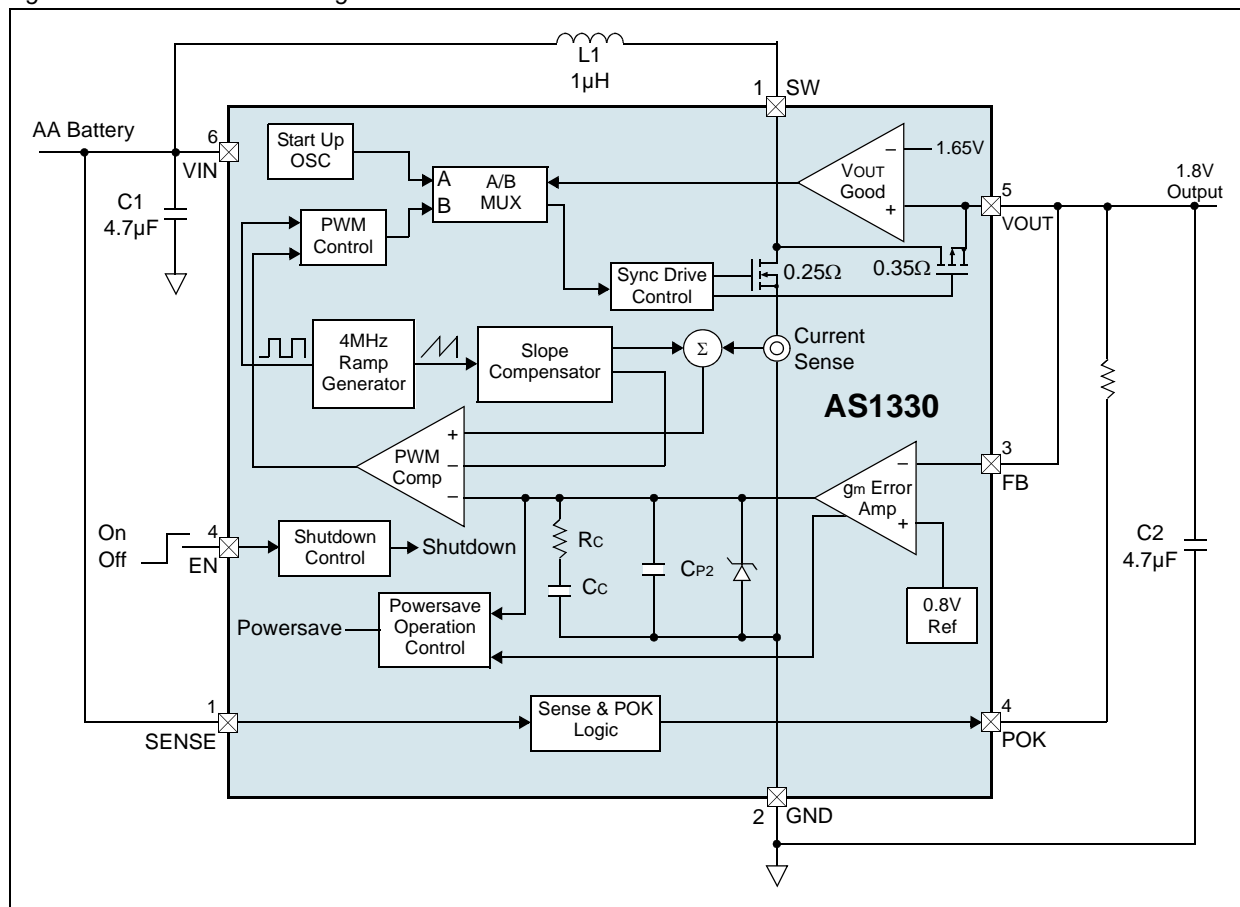 L1
1µH
1
SW
AA Battery
6
VIN
C1
4.7µF
Start Up
OSC
A
B
A/B
MUX
VOUT
Good
−
+
1.65V
5
VOUT
1.8V
Output
PWM
Control
Sync Drive
Control
0.25Ω
0.35Ω
4MHz
Ramp
Generator
Slope
Compensator
Σ
Current
Sense
AS1330
PWM
Comp
+
−
−
gm Error
Amp
−
+
3
FB
On
Off
4
EN
Shutdown
Control
Shutdown
RC
CC
CP2
C2
4.7µF
0.8V
Ref
Powersave
Powersave
Operation
Control
1
SENSE
Sense & POK
Logic
4
POK
2
GND